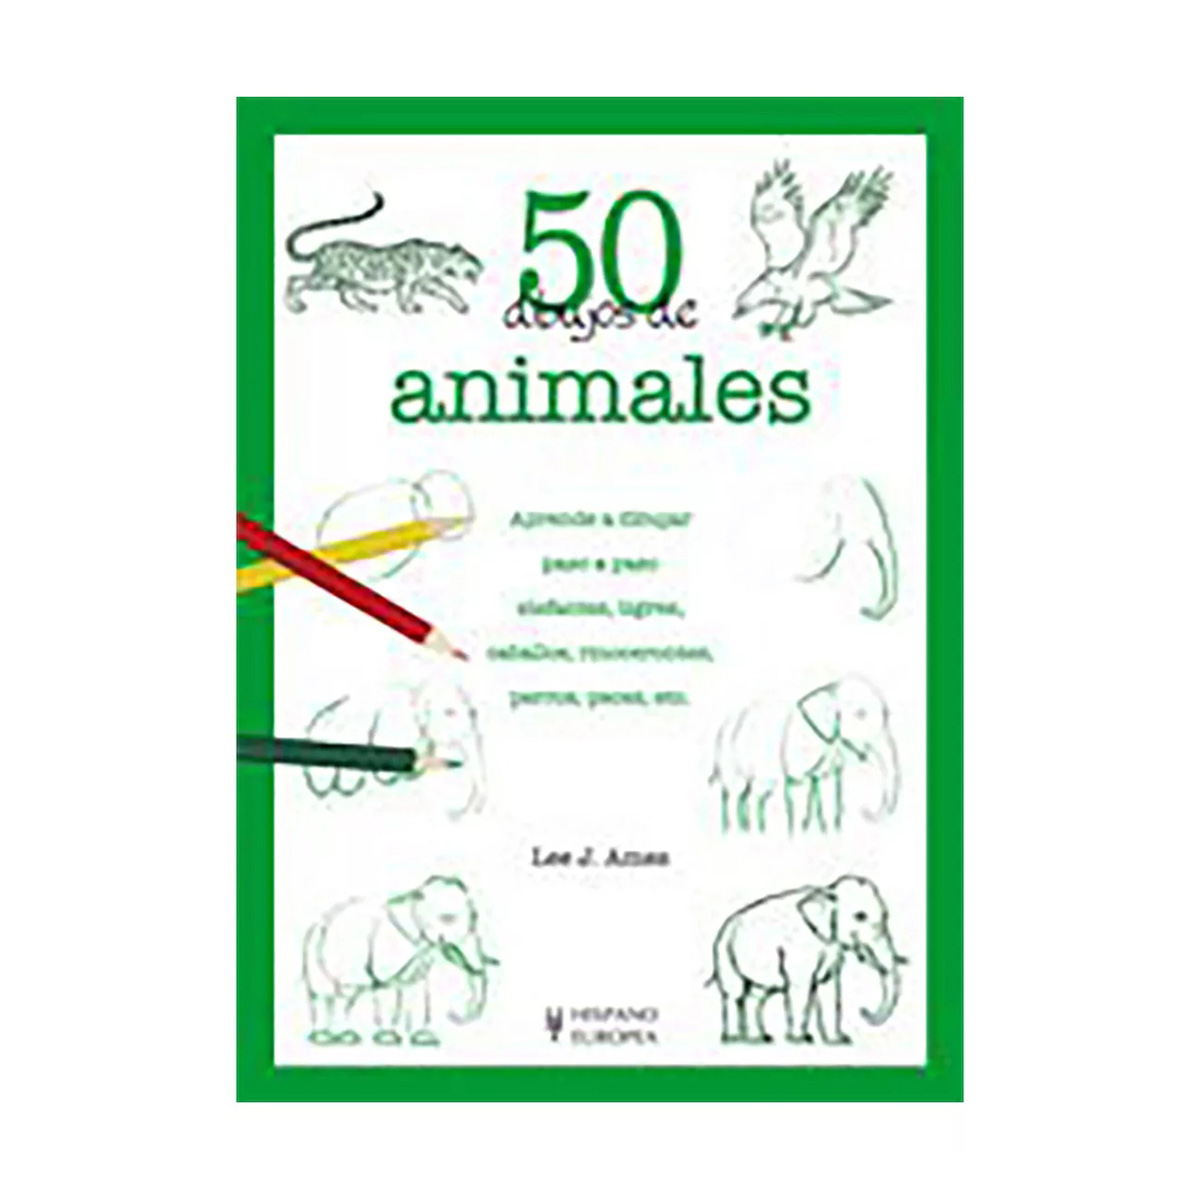 50
dibujos de
animales
Aprende a dibujar
paso a paso
elefantes, tigres,
caballos, rinocerontes,
perros, peces, etc.
Lee J. Ames
HISPANO
EUROPEA